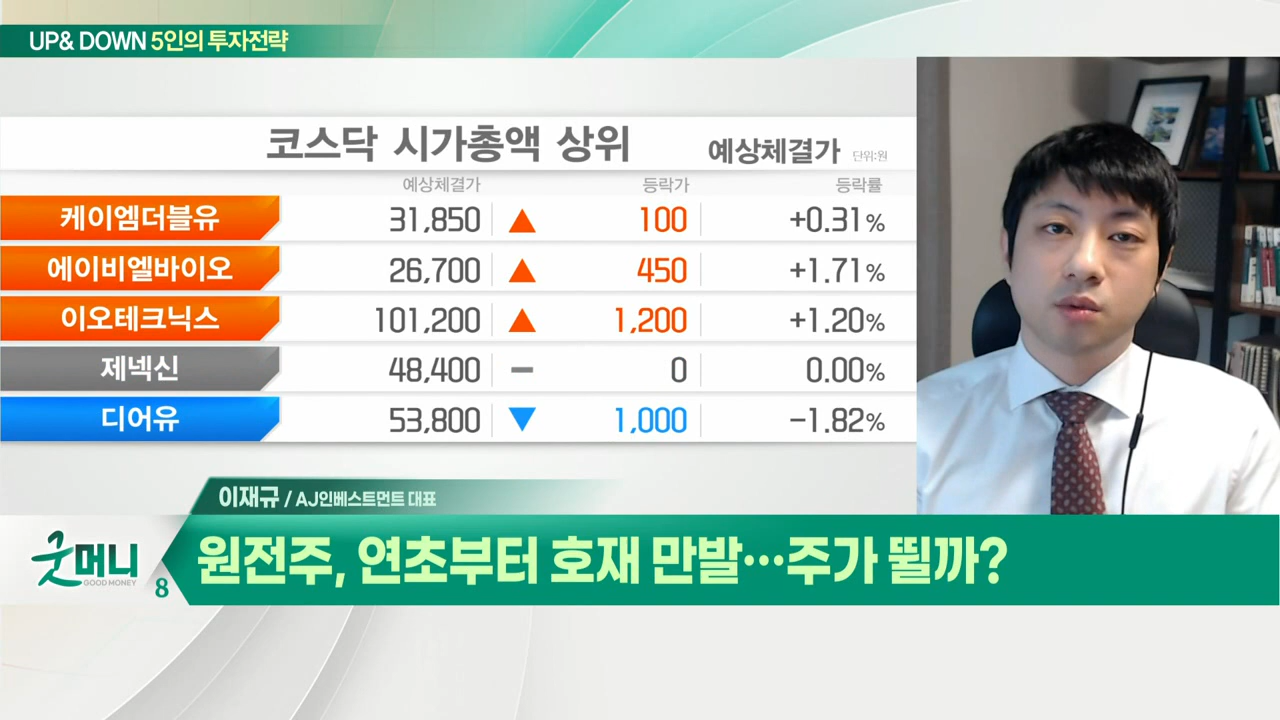 UP& DOWN 5인의 투자전략
코스닥 시가총액 상위 예상체결가 단위:원
예상체결가 등락가 등락률
케이엠더블유 31,850 ▲ 100 +0.31%
에이비엘바이오 26,700 ▲ 450 +1.71%
이오테크닉스 101,200 ▲ 1,200 +1.20%
제넥신 48,400 － 0 0.00%
디어유 53,800 ▼ 1,000 -1.82%
이재규 / AJ인베스트먼트 대표
굿머니
GOOD MONEY
8
원전주, 연초부터 호재 만발…주가 뛸까?